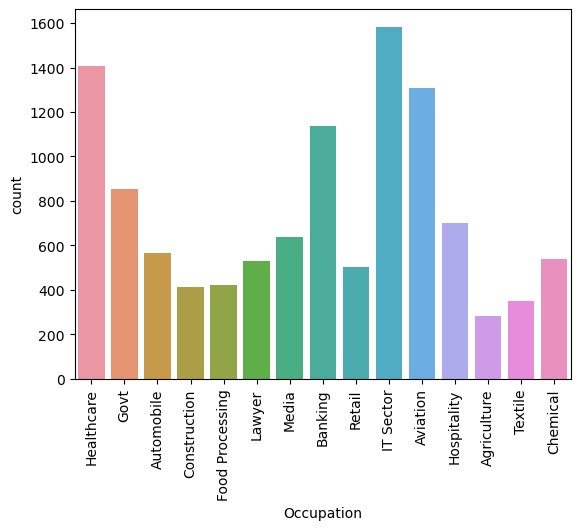 1600
1400
1200
1000
800
600
400
200
0
count
Healthcare
Govt
Automobile
Construction
Food Processing
Lawyer
Media
Banking
Retail
IT Sector
Aviation
Hospitality
Agriculture
Textile
Chemical
Occupation